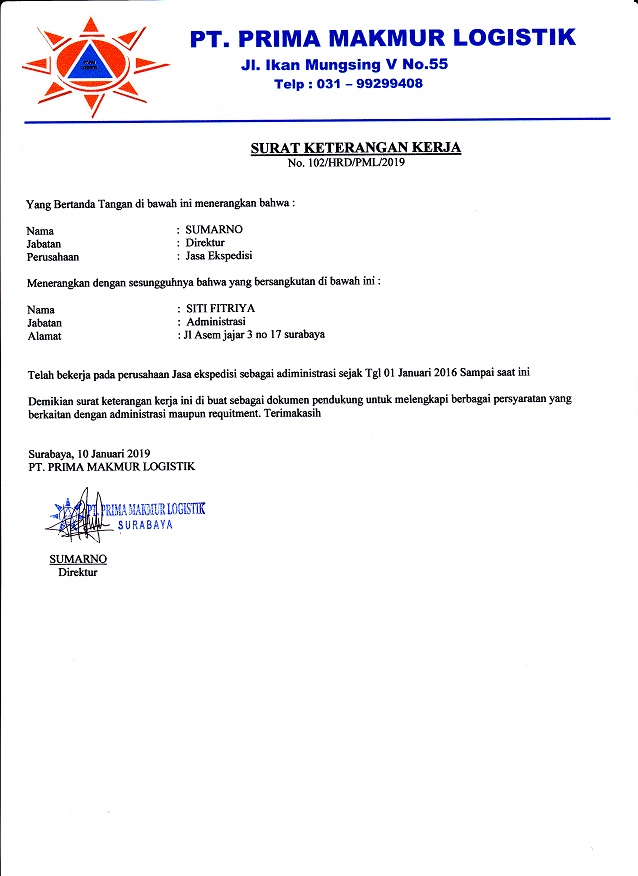 PT. PRIMA MAKMUR LOGISTIK
Jl. Ikan Mungsing V No.55
Telp : 031 – 99299408
SURAT KETERANGAN KERJA
No. 102/HRD/PML/2019
Yang Bertanda Tangan di bawah ini menerangkan bahwa :
Nama : SUMARNO
Jabatan : Direktur
Perusahaan : Jasa Ekspedisi
Menerangkan dengan sesungguhnya bahwa yang bersangkutan di bawah ini :
Nama : SITI FITRIYA
Jabatan : Administrasi
Alamat : Jl Asem jajar 3 no 17 surabaya
Telah bekerja pada perusahaan Jasa ekspedisi sebagai adiministrasi sejak Tgl 01 Januari 2016 Sampai saat ini
Demikian surat keterangan kerja ini di buat sebagai dokumen pendukung untuk melengkapi berbagai persyaratan yang
berkaitan dengan administrasi maupun requitment. Terimakasih
Surabaya, 10 Januari 2019
PT. PRIMA MAKMUR LOGISTIK
PT. PRIMA MAKMUR LOGISTIK
SURABAYA
SUMARNO
Direktur